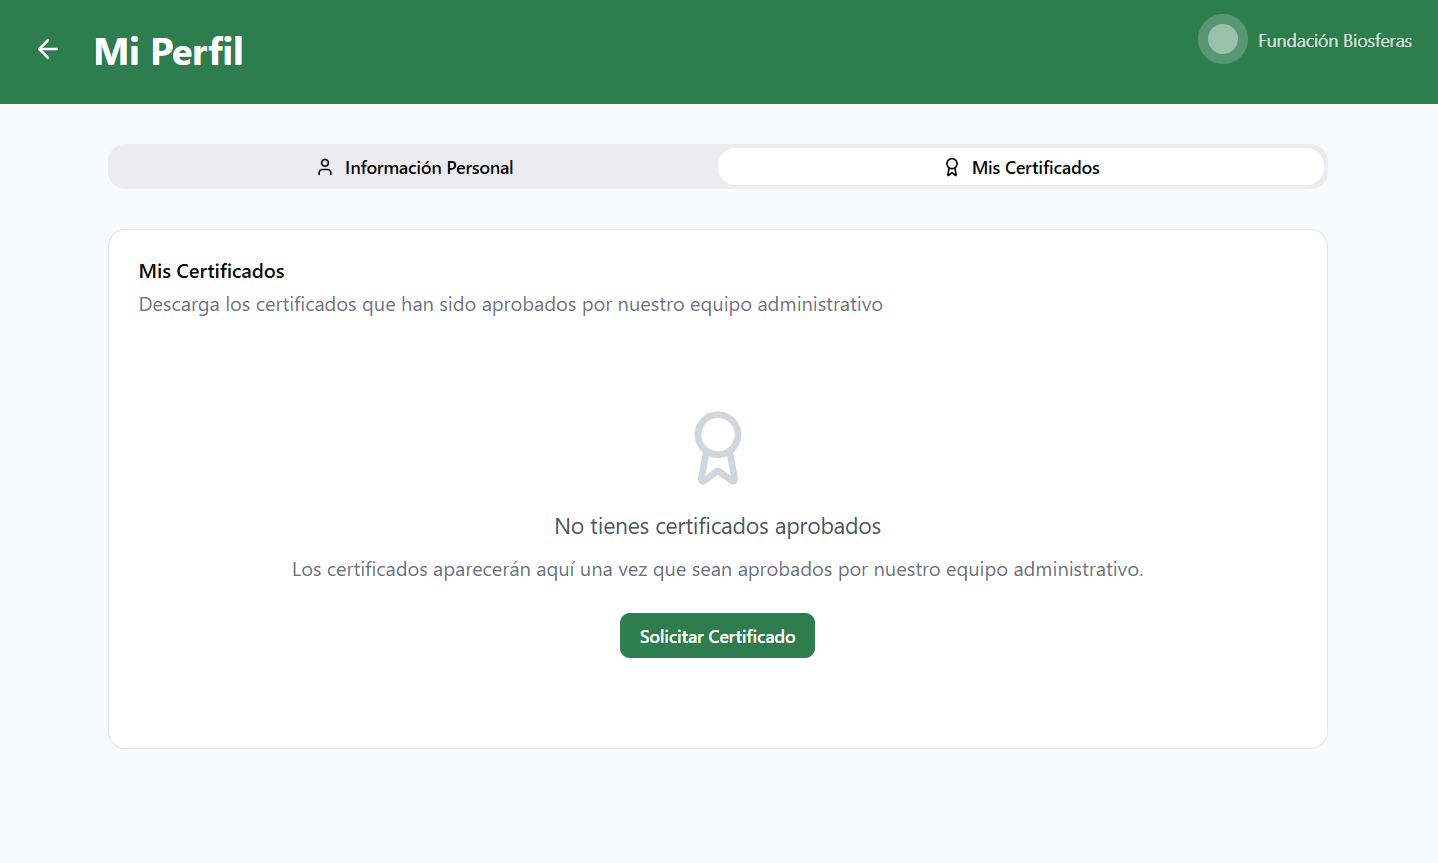 Mi Perfil
Fundación Biosferas
Información Personal
Mis Certificados
Mis Certificados
Descarga los certificados que han sido aprobados por nuestro equipo administrativo
No tienes certificados aprobados
Los certificados aparecerán aquí una vez que sean aprobados por nuestro equipo administrativo.
Solicitar Certificado